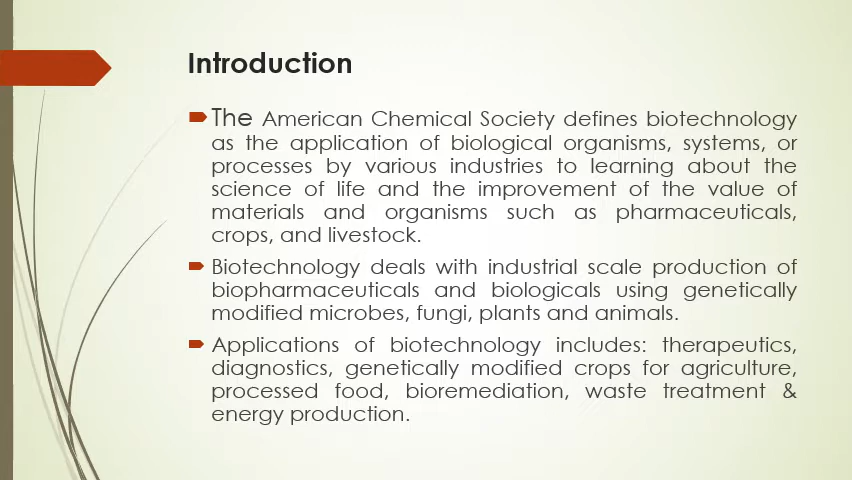 Introduction
The American Chemical Society defines biotechnology
as the application of biological organisms, systems, or
processes by various industries to learning about the
science of life and the improvement of the value of
materials and organisms such as pharmaceuticals,
crops, and livestock.
Biotechnology deals with industrial scale production of
biopharmaceuticals and biologicals using genetically
modified microbes, fungi, plants and animals.
Applications of biotechnology includes: therapeutics,
diagnostics, genetically modified crops for agriculture,
processed food, bioremediation, waste treatment &
energy production.